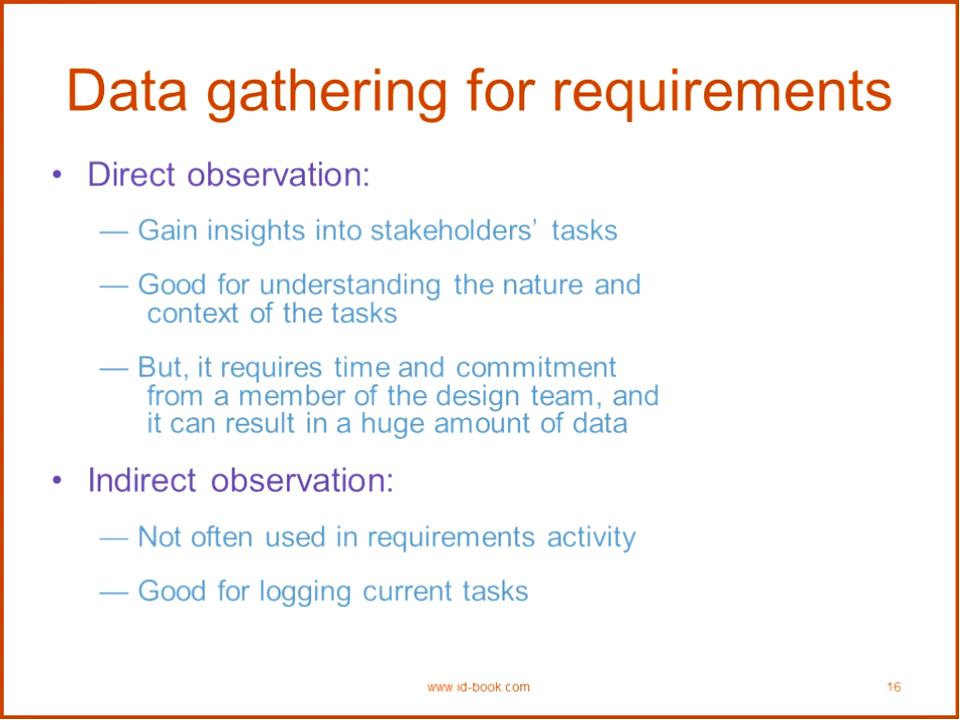 Data gathering for requirements
• Direct observation:
— Gain insights into stakeholders’ tasks
— Good for understanding the nature and
context of the tasks
— But, it requires time and commitment
from a member of the design team, and
it can result in a huge amount of data
• Indirect observation:
— Not often used in requirements activity
— Good for logging current tasks
www.id-book.com
16